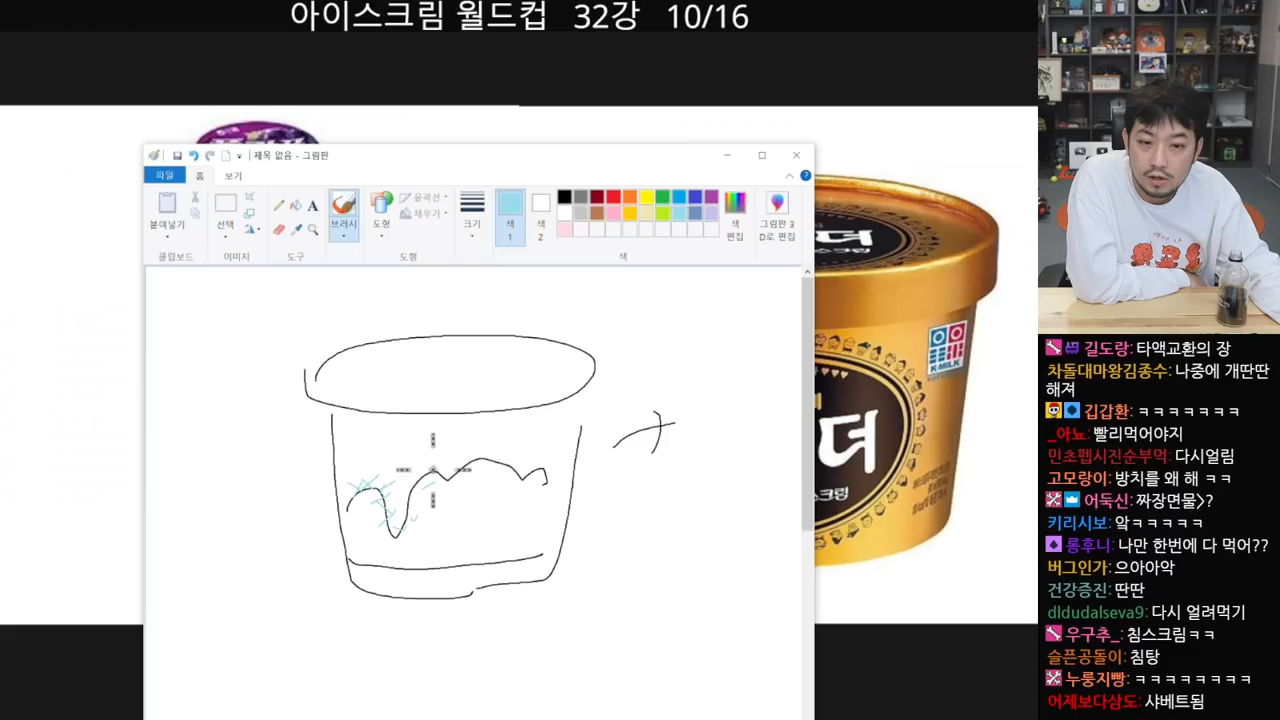 아이스크림 월드컵 32강 10/16
제목 없음 - 그림판
파일 홈 보기
붙여넣기
선택
브러시
도형
윤곽선
채우기
크기
색 1
색 2
색 편집
그림판 3D로 편집
클립보드
이미지
도구
도형
색
더
스크림
K-MILK
더
스크림
길도랑: 타액교환의 장
차돌대마왕김종수: 나중에 개딴딴
해져
김갑환: ㅋㅋㅋㅋㅋㅋㅋ
_아뇨: 빨리먹어야지
민초펩시진순부먹: 다시얼림
고모랑이: 방치를 왜 해 ㅋㅋ
어둑신: 짜장면물>?
키리시보: 악ㅋㅋㅋㅋㅋ
롱후니: 나만 한번에 다 먹어??
버그인가: 으아아악
건강증진: 딴딴
dldudalseva9: 다시 얼려먹기
우구추_: 침스크림ㅋㅋ
슬픈공돌이: 침탕
누룽지빵: ㅋㅋㅋㅋㅋㅋㅋㅋ
어제보다삼도: 샤베트됨